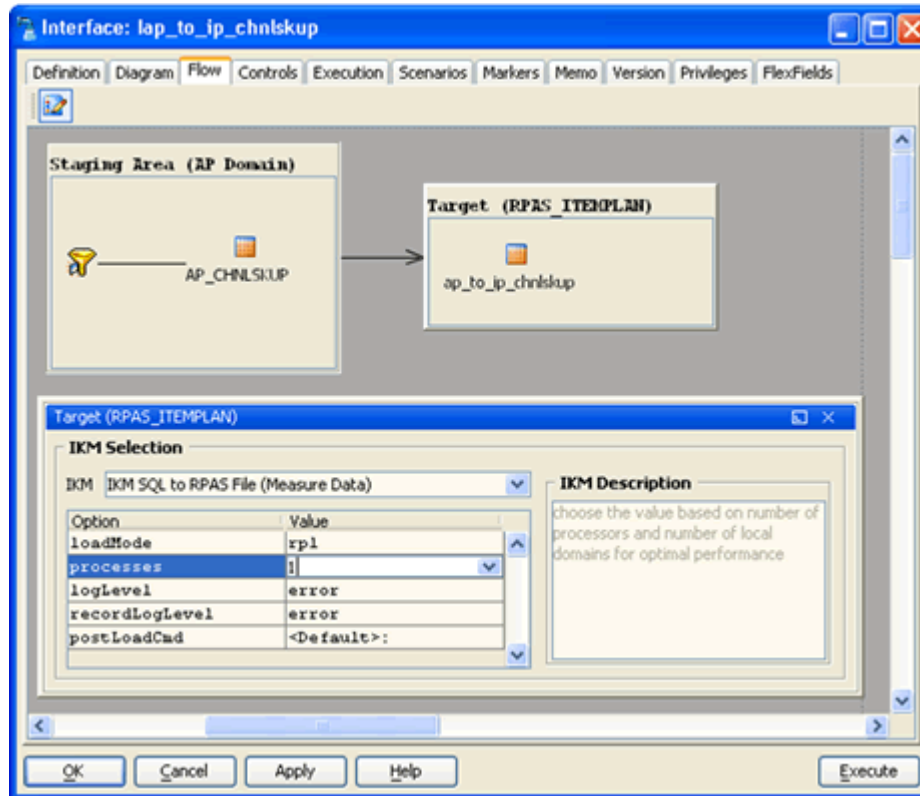 Interface: Iap_to_ip_chnlskup
Definition Diagram Flow Controls Execution Scenarios Markers Memo Version Privileges FlexFields
Staging Area (AP Domain)
AP_CHNLSKUP
Target (RPAS_ITEMPLAN)
ap_to_ip_chnlskup
Target (RPAS_ITEMPLAN)
IKM Selection
IKM IKM SQL to RPAS File (Measure Data)
Option Value
loadMode rpl
processes 1
logLevel error
recordLogLevel error
postLoadCmd <Default>:
IKM Description
choose the value based on number of
processors and number of local
domains for optimal performance
OK Cancel Apply Help Execute